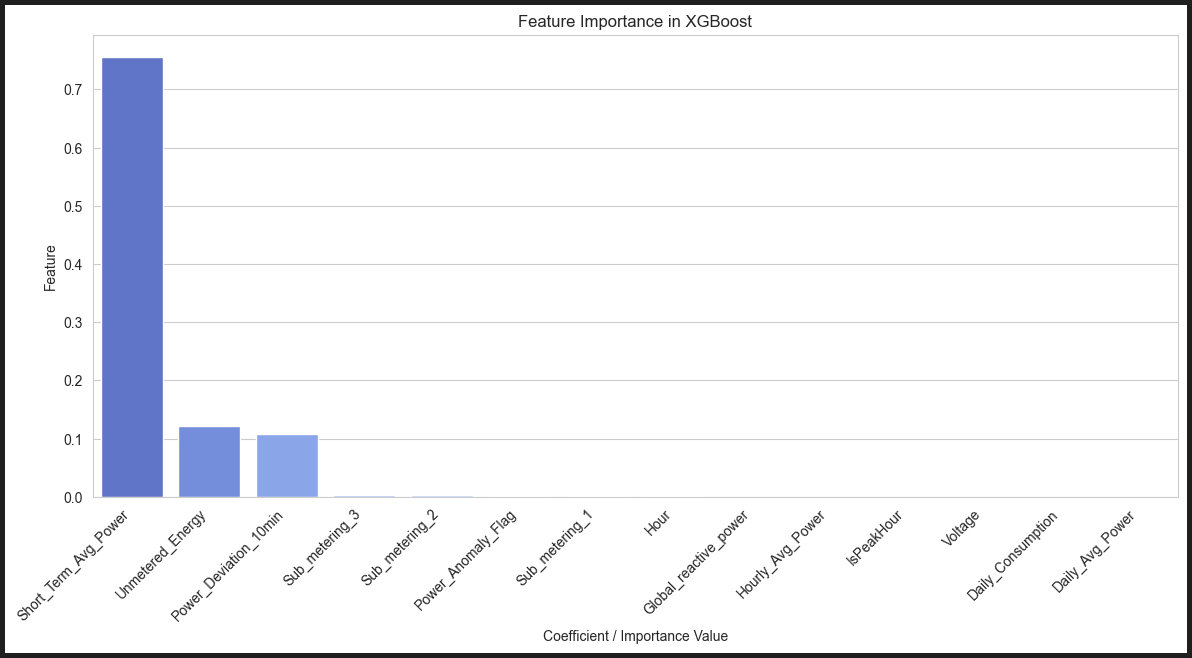 Feature Importance in XGBoost
Feature
0.7
0.6
0.5
0.4
0.3
0.2
0.1
0.0
Short_Term_Avg_Power
Unmetered_Energy
Power_Deviation_10min
Sub_metering_3
Sub_metering_2
Power_Anomaly_Flag
Sub_metering_1
Hour
Global_reactive_power
Hourly_Avg_Power
IsPeakHour
Voltage
Daily_Consumption
Daily_Avg_Power
Coefficient / Importance Value